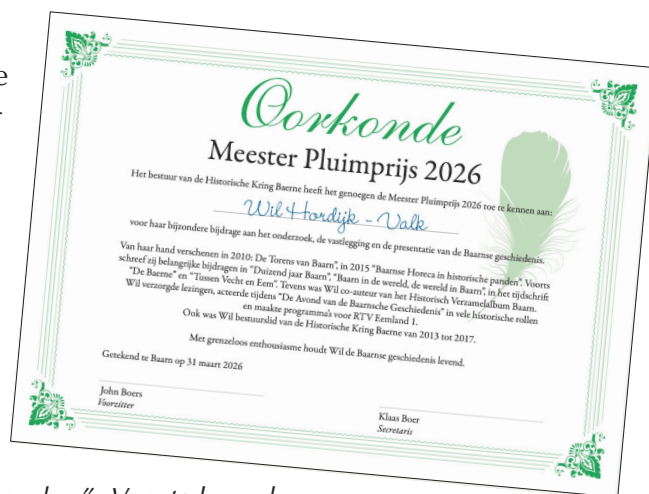 Oorkonde
Meester Pluimprijs 2026
Het bestuur van de Historische Kring Baerne heeft het genoegen de Meester Pluimprijs 2026 toe te kennen aan:
Wil Hordijk - Valk
voor haar bijzondere bijdrage aan het onderzoek, de vastlegging en de presentatie van de Baarnse geschiedenis.
Van haar hand verschenen in 2010: De Torens van Baarn”, in 2015 “Baarnse Horeca in historische panden”. Voorts
schreef zij belangrijke bijdragen in “Duizend jaar Baarn”, “Baarn in de wereld, de wereld in Baarn”, in het tijdschrift
“De Baerne” en “Tussen Vecht en Eem”. Tevens was Wil co-auteur van het Historisch Verzamelalbum Baarn.
Wil verzorgde lezingen, acteerde tijdens “De Avond van de Baarnsche Geschiedenis” in vele historische rollen
en maakte programma’s voor RTV Eemland 1.
Ook was Wil bestuurslid van de Historische Kring Baerne van 2013 tot 2017.
Met grenzeloos enthousiasme houdt Wil de Baarnse geschiedenis levend.
Getekend te Baarn op 31 maart 2026
John Boers
Voorzitter
Klaas Boer
Secretaris